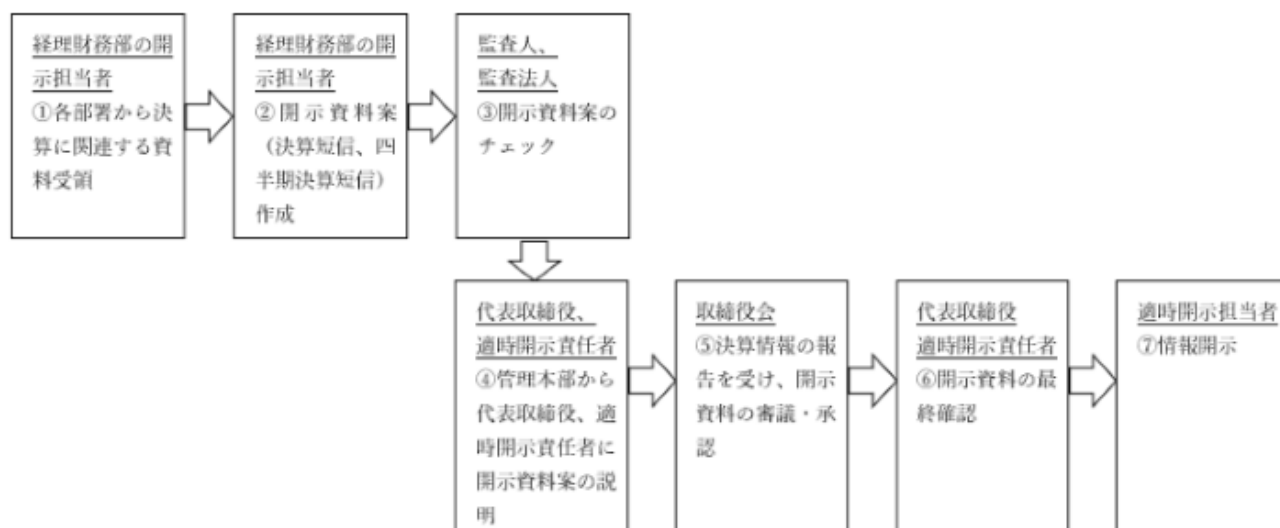 経理財務部の開
示担当者
①各部署から決
算に関連する資
料受領
経理財務部の開
示担当者
②開示資料案
（決算短信、四
半期決算短信）
作成
監査人、
監査法人
③開示資料案の
チェック
代表取締役、
適時開示責任者
④管理本部から
代表取締役、適
時開示責任者に
開示資料案の説
明
取締役会
⑤決算情報の報
告を受け、開示
資料の審議・承
認
代表取締役
適時開示責任者
⑥開示資料の最
終確認
適時開示担当者
⑦情報開示